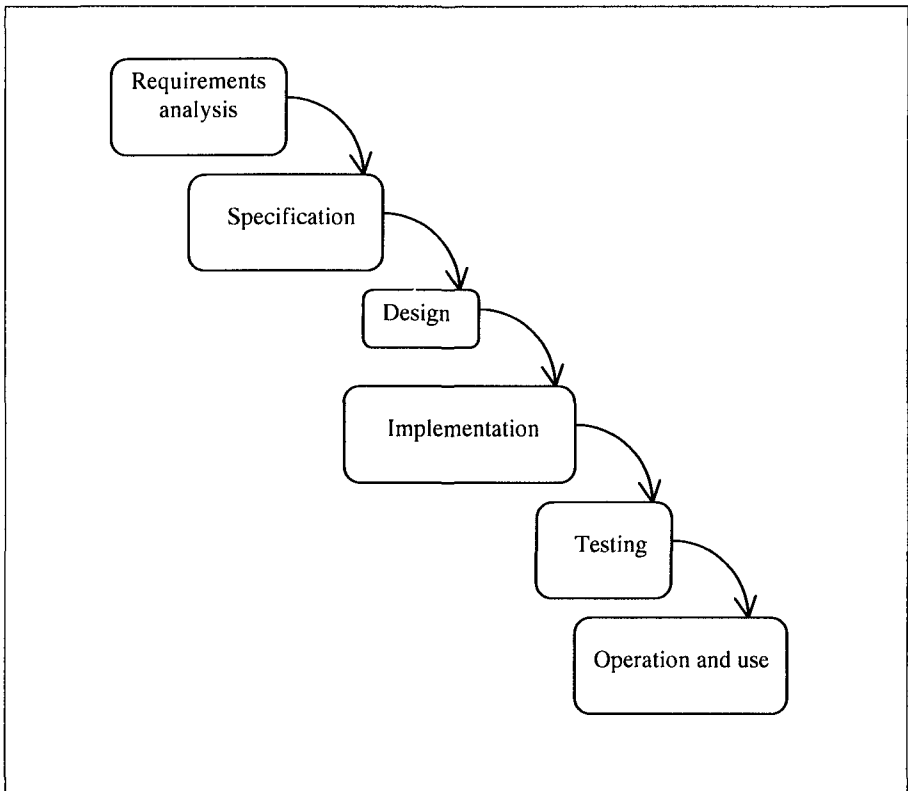 Requirements
analysis
Specification
Design
Implementation
Testing
Operation and use